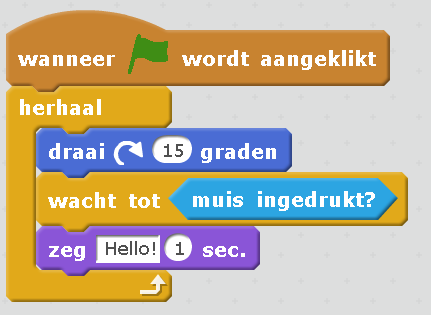 wanneer wordt aangeklikt
herhaal
draai 15 graden
wacht tot muis ingedrukt?
zeg Hello! 1 sec.